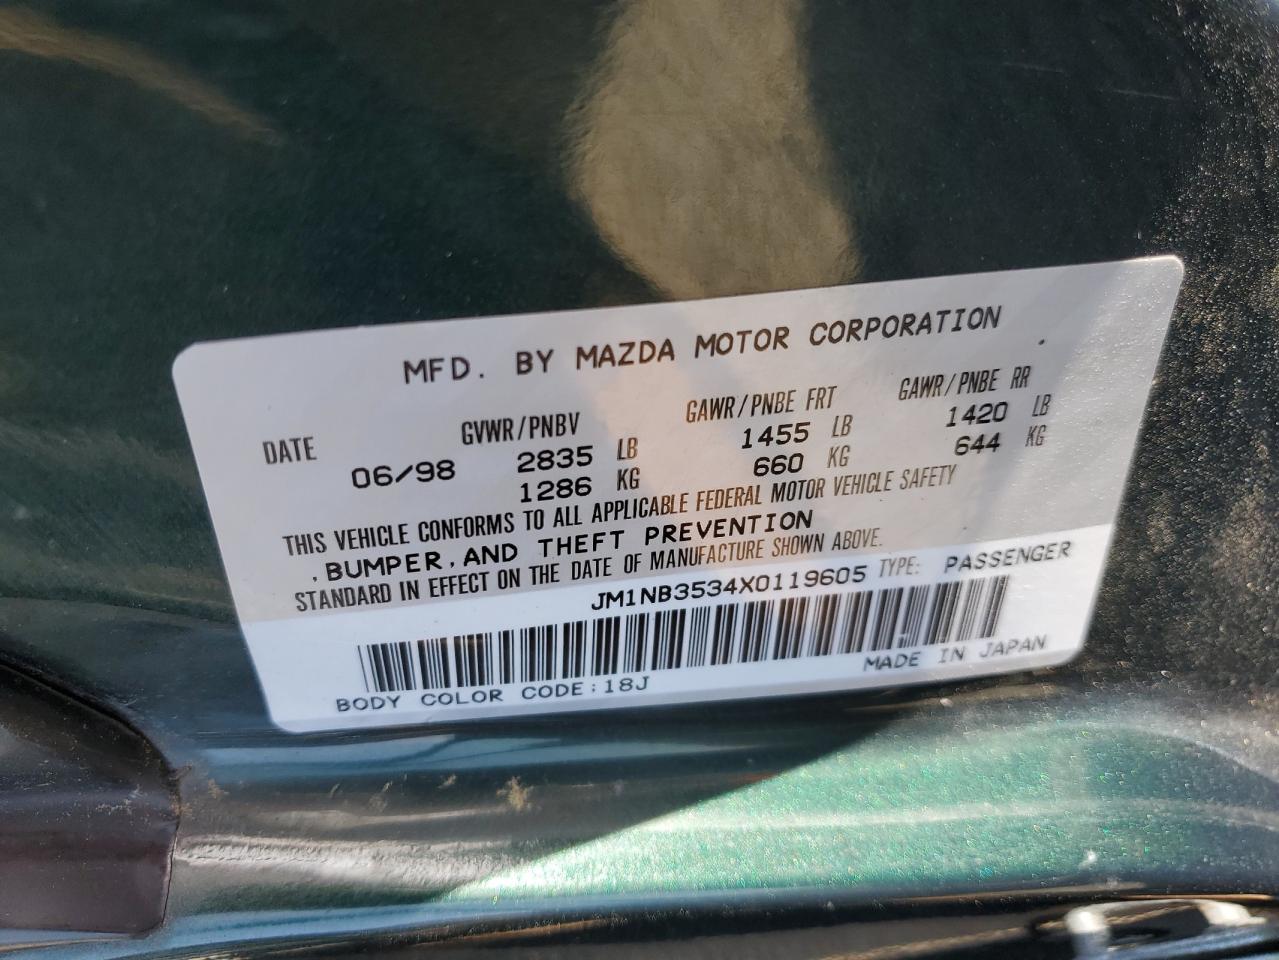 MFD. BY MAZDA MOTOR CORPORATION
DATE GVWR/PNBV GAWR/PNBE FRT GAWR/PNBE RR
06/98 2835 LB 1455 LB 1420 LB
1286 KG 660 KG 644 KG
THIS VEHICLE CONFORMS TO ALL APPLICABLE FEDERAL MOTOR VEHICLE SAFETY
,BUMPER,AND THEFT PREVENTION
STANDARD IN EFFECT ON THE DATE OF MANUFACTURE SHOWN ABOVE.
JM1NB3534X0119605 TYPE: PASSENGER
BODY COLOR CODE:18J MADE IN JAPAN